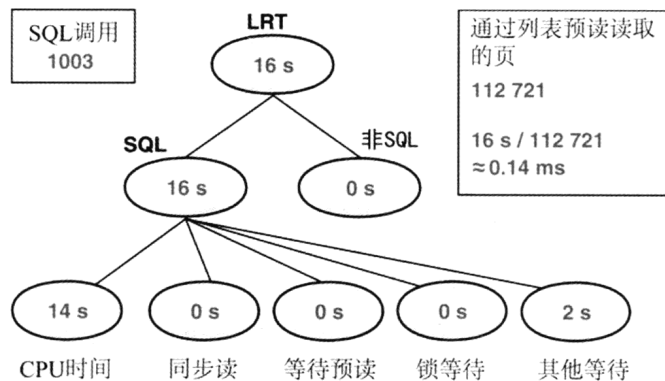 SQL调用
1003
LRT
16 s
通过列表预读读取
的页
112 721
16 s / 112 721
≈0.14 ms
SQL
非SQL
16 s
0 s
14 s
0 s
0 s
0 s
2 s
CPU时间
同步读
等待预读
锁等待
其他等待